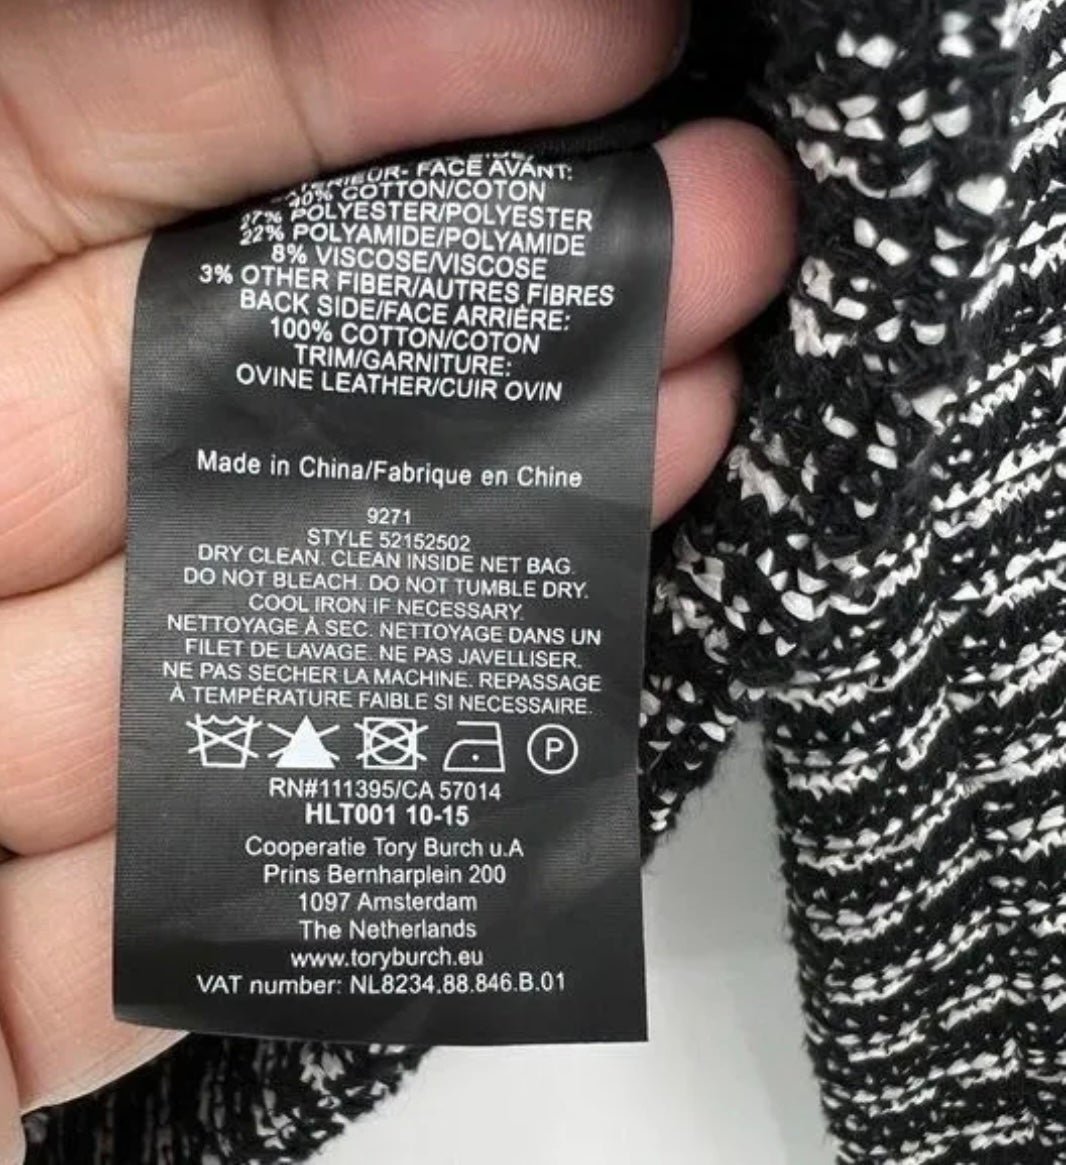 FACE AVANT:
40% COTTON/COTON
27% POLYESTER/POLYESTER
22% POLYAMIDE/POLYAMIDE
8% VISCOSE/VISCOSE
3% OTHER FIBER/AUTRES FIBRES
BACK SIDE/FACE ARRIÈRE:
100% COTTON/COTON
TRIM/GARNITURE:
OVINE LEATHER/CUIR OVIN
Made in China/Fabrique en Chine
9271
STYLE 52152502
DRY CLEAN. CLEAN INSIDE NET BAG.
DO NOT BLEACH. DO NOT TUMBLE DRY.
COOL IRON IF NECESSARY.
NETTOYAGE À SEC. NETTOYAGE DANS UN
FILET DE LAVAGE. NE PAS JAVELLISER.
NE PAS SECHER LA MACHINE. REPASSAGE
À TEMPÉRATURE FAIBLE SI NECESSAIRE.
P
RN#111395/CA 57014
HLT001 10-15
Cooperatie Tory Burch u.A
Prins Bernharplein 200
1097 Amsterdam
The Netherlands
www.toryburch.eu
VAT number: NL8234.88.846.B.01